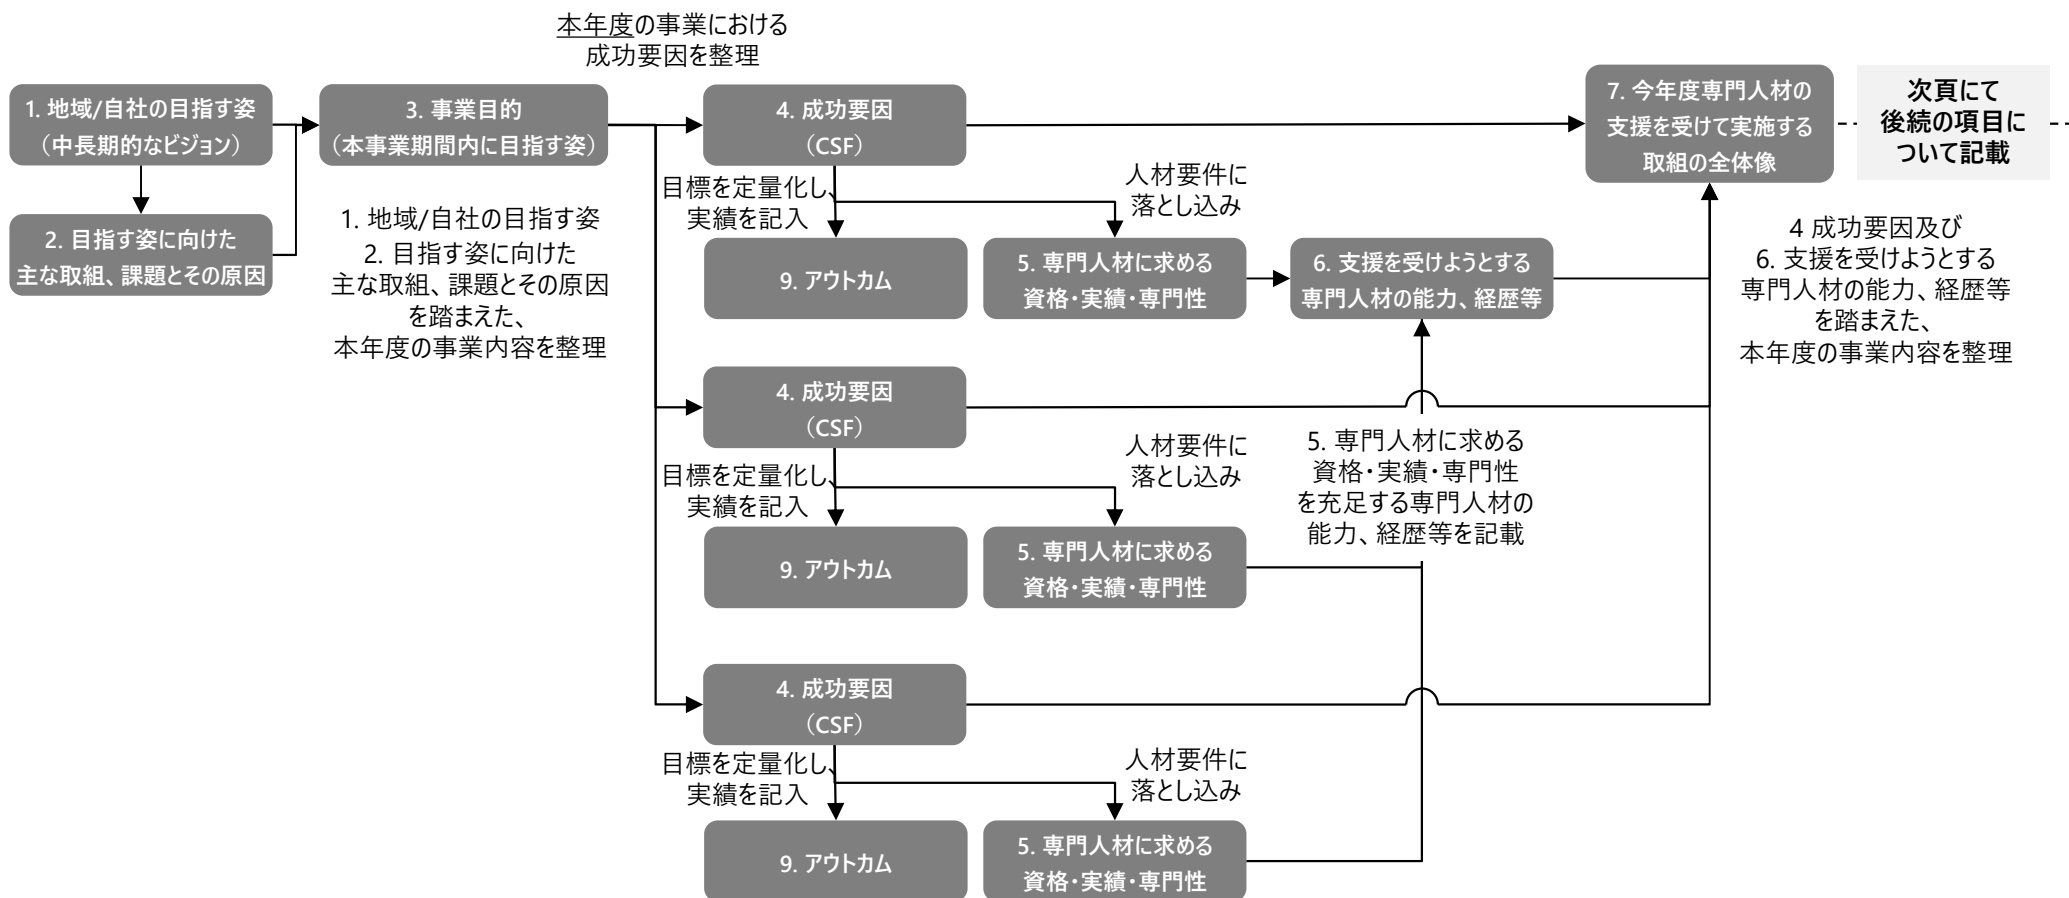 本年度の事業における
成功要因を整理
1. 地域/自社の目指す姿
（中長期的なビジョン）
2. 目指す姿に向けた
主な取組、課題とその原因
3. 事業目的
（本事業期間内に目指す姿）
1. 地域/自社の目指す姿
2. 目指す姿に向けた
主な取組、課題とその原因
を踏まえた、
本年度の事業内容を整理
4. 成功要因
（CSF）
目標を定量化し、
実績を記入
人材要件に
落とし込み
9. アウトカム
5. 専門人材に求める
資格・実績・専門性
6. 支援を受けようとする
専門人材の能力、経歴等
4. 成功要因
（CSF）
目標を定量化し、
実績を記入
人材要件に
落とし込み
9. アウトカム
5. 専門人材に求める
資格・実績・専門性
5. 専門人材に求める
資格・実績・専門性
を充足する専門人材の
能力、経歴等を記載
4. 成功要因
（CSF）
目標を定量化し、
実績を記入
人材要件に
落とし込み
9. アウトカム
5. 専門人材に求める
資格・実績・専門性
7. 今年度専門人材の
支援を受けて実施する
取組の全体像
次頁にて
後続の項目に
ついて記載
4 成功要因及び
6. 支援を受けようとする
専門人材の能力、経歴等
を踏まえた、
本年度の事業内容を整理